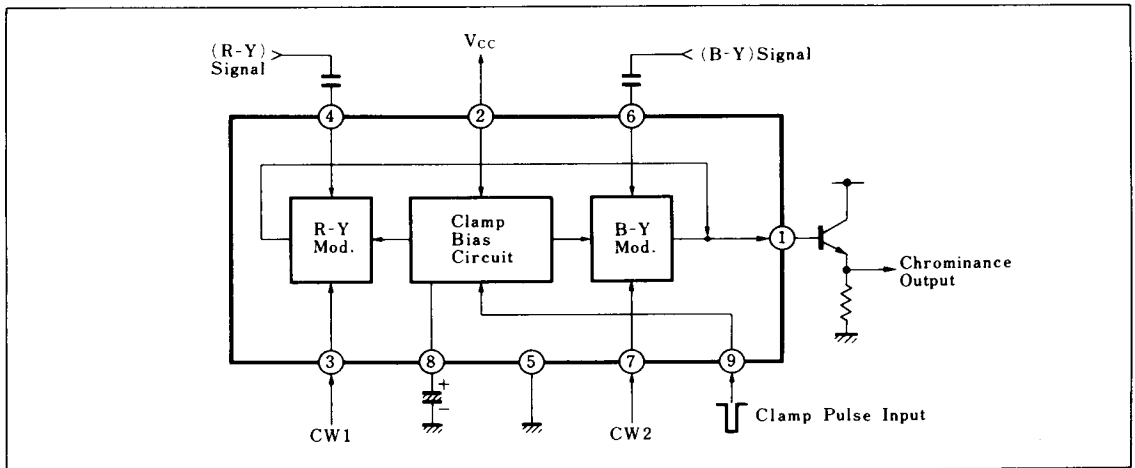 (R-Y)
Signal
VCC
(B-Y)Signal
4
2
6
R-Y
Mod.
Clamp
Bias
Circuit
B-Y
Mod.
1
Chrominance
Output
3
8
5
7
9
+
-
CW1
CW2
Clamp Pulse Input